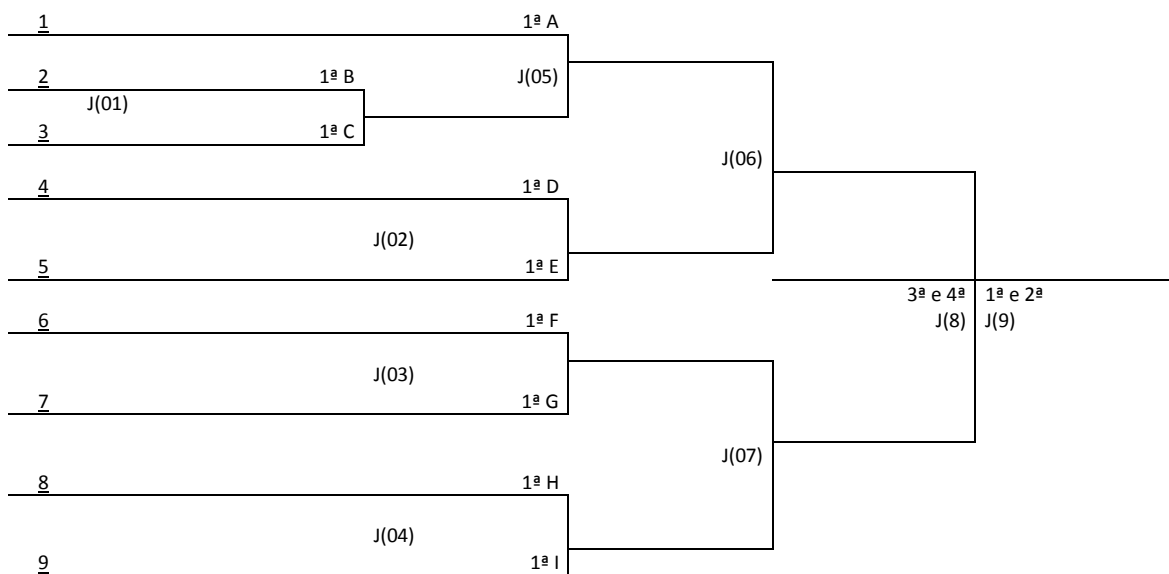 1 1ª A
2 1ª B J(05)
J(01)
3 1ª C
J(06)
4 1ª D
J(02)
5 1ª E
3ª e 4ª 1ª e 2ª
6 1ª F J(8) J(9)
J(03)
7 1ª G
J(07)
8 1ª H
J(04)
9 1ª I